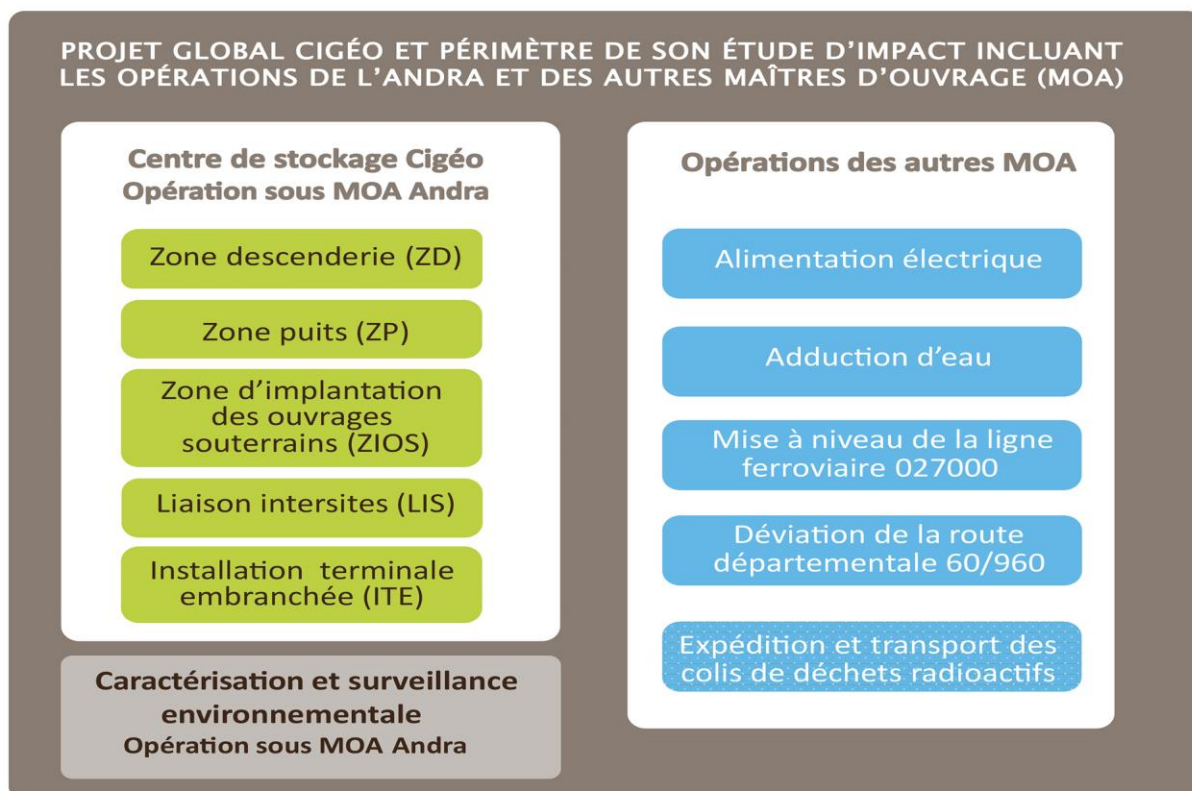 PROJET GLOBAL CIGÉO ET PÉRIMÈTRE DE SON ÉTUDE D'IMPACT INCLUANT
LES OPÉRATIONS DE L'ANDRA ET DES AUTRES MAÎTRES D'OUVRAGE (MOA)
Centre de stockage Cigéo
Opération sous MOA Andra
Zone descenderie (ZD)
Zone puits (ZP)
Zone d'implantation
des ouvrages
souterrains (ZIOS)
Liaison intersites (LIS)
Installation terminale
embranchée (ITE)
Caractérisation et surveillance
environnementale
Opération sous MOA Andra
Opérations des autres MOA
Alimentation électrique
Adduction d'eau
Mise à niveau de la ligne
ferroviaire 027000
Déviation de la route
départementale 60/960
Expédition et transport des
colis de déchets radioactifs